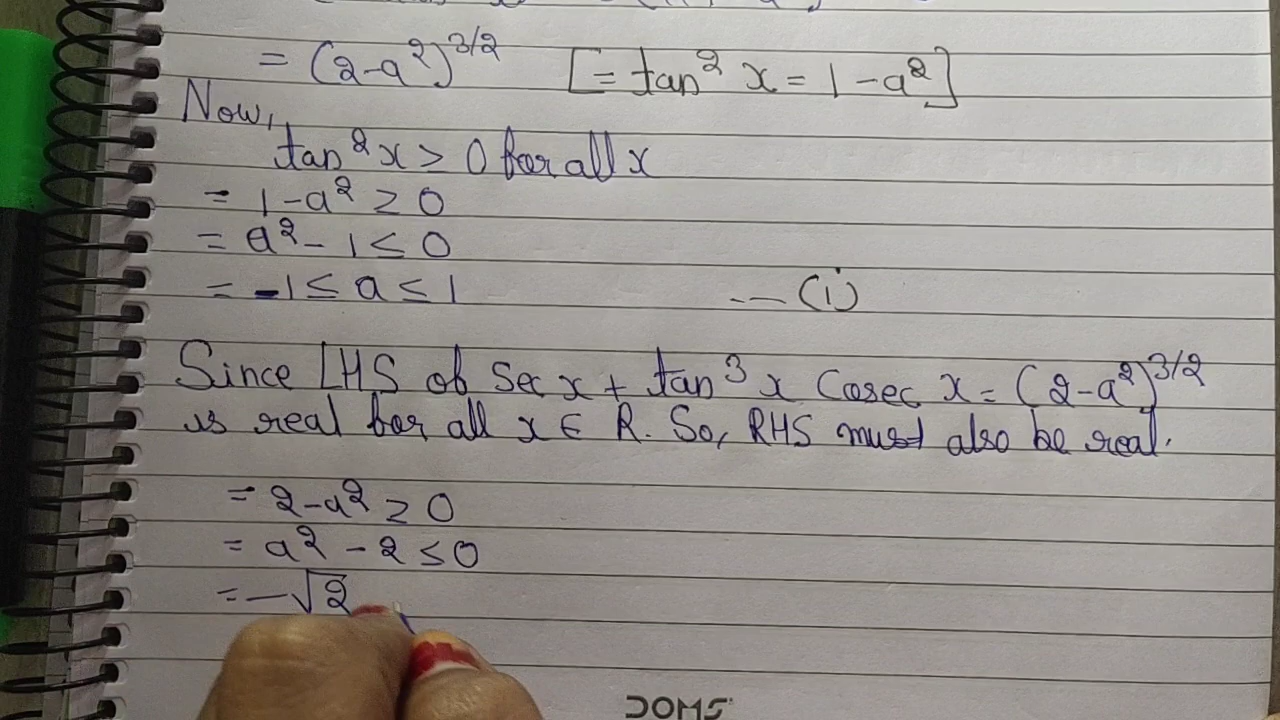 = (2-a²)^3/2 [= tan² x = 1-a²]
Now,
tan² x ≥ 0 for all x
= 1-a² ≥ 0
= a² - 1 ≤ 0
= -1 ≤ a ≤ 1 --- (i)
Since LHS of Sec x + tan³ x Cosec x = (2-a²)^3/2
is real for all x ∈ R. So, RHS must also be real.
= 2-a² ≥ 0
= a² - 2 ≤ 0
= -√2
DOMS